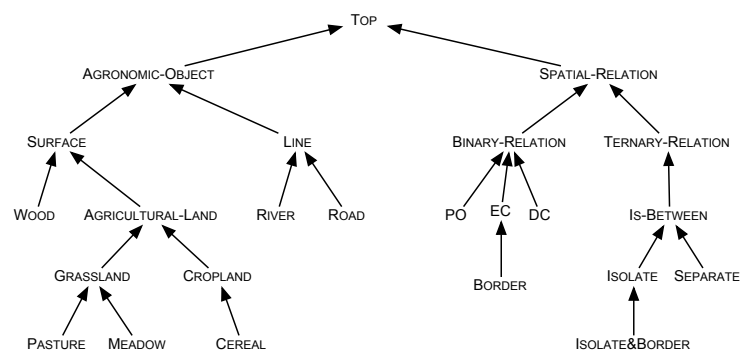 TOP
AGRONOMIC-OBJECT SPATIAL-RELATION
SURFACE LINE BINARY-RELATION TERNARY-RELATION
WOOD AGRICULTURAL-LAND RIVER ROAD PO EC DC IS-BETWEEN
GRASSLAND CROPLAND BORDER ISOLATE SEPARATE
PASTURE MEADOW CEREAL ISOLATE&BORDER